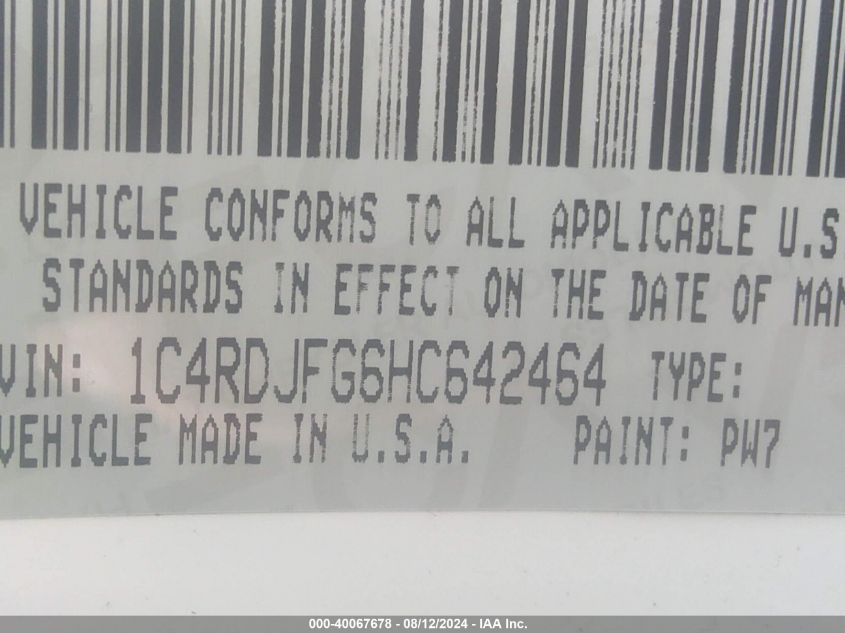 VEHICLE CONFORMS TO ALL APPLICABLE U.S.
STANDARDS IN EFFECT ON THE DATE OF MAN
VIN: 1C4RDJFG6HC642464 TYPE:
VEHICLE MADE IN U.S.A. PAINT: PW7
000-40067678 - 08/12/2024 - IAA Inc.